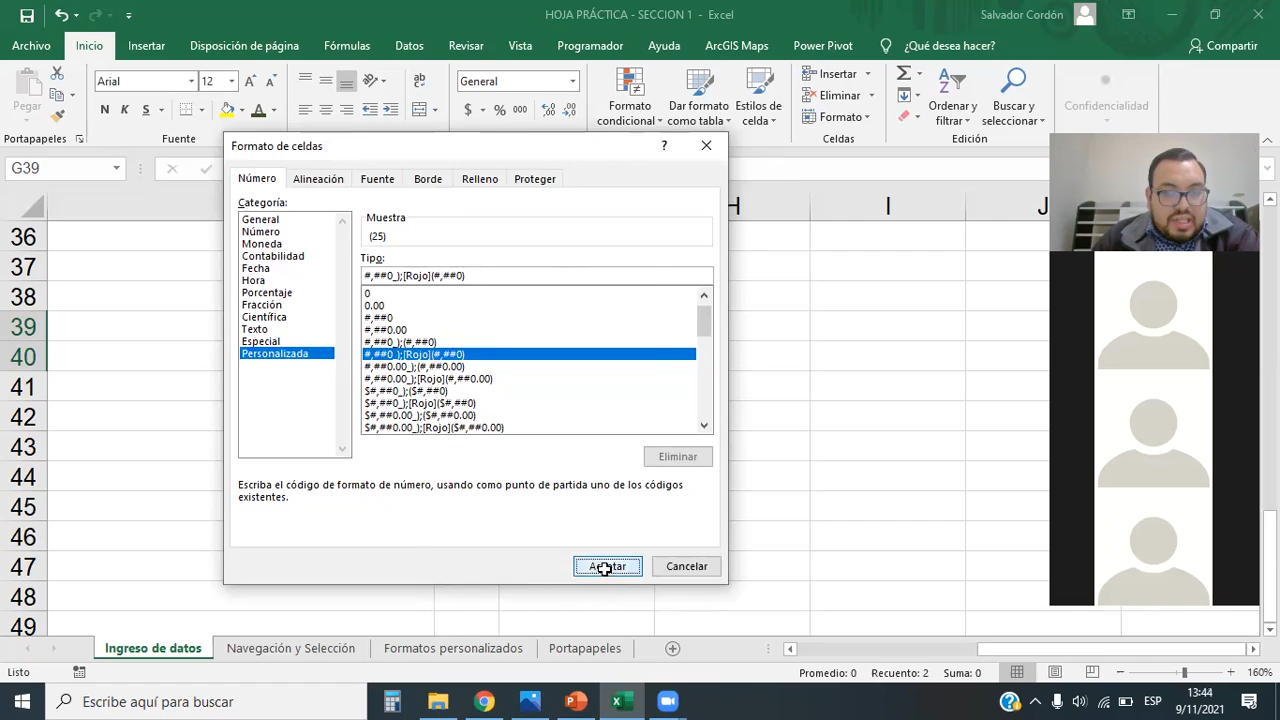 HOJA PRÁCTICA - SECCION 1 - Excel
Salvador Cordón
Archivo Inicio Insertar Disposición de página Fórmulas Datos Revisar Vista Programador Ayuda ArcGIS Maps Power Pivot ¿Qué desea hacer? Compartir
Pegar
Arial 12
N K S
General
$ % 000
Formato condicional
Dar formato como tabla
Estilos de celda
Insertar
Eliminar
Formato
Ordenar y filtrar
Buscar y seleccionar
Confidencialidad
Portapapeles Fuente Celdas Edición
G39
Formato de celdas
?
Número Alineación Fuente Borde Relleno Proteger
Categoría:
General
Número
Moneda
Contabilidad
Fecha
Hora
Porcentaje
Fracción
Científica
Texto
Especial
Personalizada
Muestra
(25)
Tipo:
#,##0_);[Rojo](#,##0)
0
0.00
#,##0
#,##0.00
#,##0_);(#,##0)
#,##0_);[Rojo](#,##0)
#,##0.00_);(#,##0.00)
#,##0.00_);[Rojo](#,##0.00)
$#,##0_);($#,##0)
$#,##0_);[Rojo]($#,##0)
$#,##0.00_);($#,##0.00)
$#,##0.00_);[Rojo]($#,##0.00)
Eliminar
Escriba el código de formato de número, usando como punto de partida uno de los códigos
existentes.
Aceptar Cancelar
H I J
36
37
38
39
40
41
42
43
44
45
46
47
48
49
Ingreso de datos Navegación y Selección Formatos personalizados Portapapeles
Listo Promedio: 0 Recuento: 2 Suma: 0 160%
Escribe aquí para buscar
ESP
13:44
9/11/2021